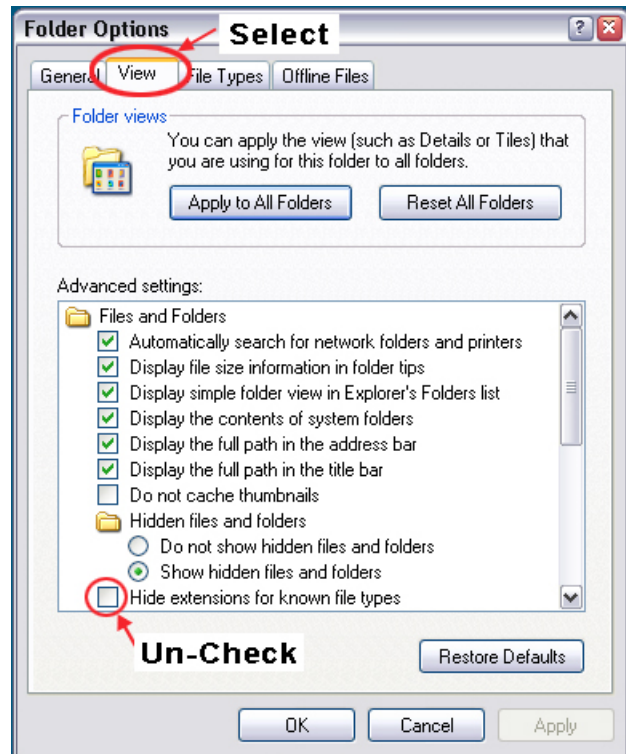 Folder Options
Select
General View File Types Offline Files
Folder views
You can apply the view (such as Details or Tiles) that
you are using for this folder to all folders.
Apply to All Folders Reset All Folders
Advanced settings:
Files and Folders
Automatically search for network folders and printers
Display file size information in folder tips
Display simple folder view in Explorer's Folders list
Display the contents of system folders
Display the full path in the address bar
Display the full path in the title bar
Do not cache thumbnails
Hidden files and folders
Do not show hidden files and folders
Show hidden files and folders
Hide extensions for known file types
Un-Check
Restore Defaults
OK Cancel Apply